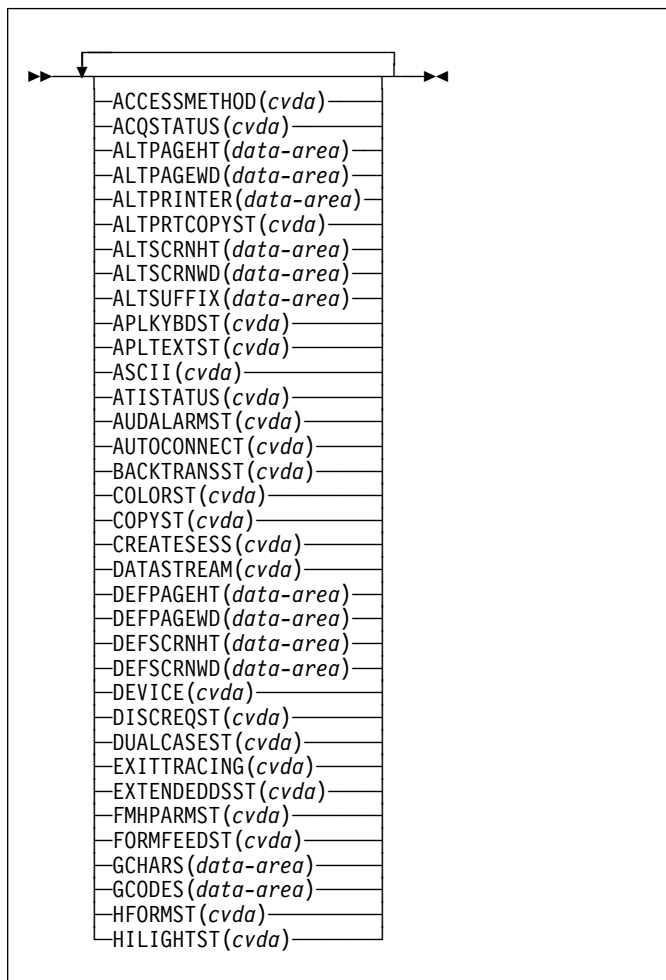 ACCESSMETHOD(cvda)
ACQSTATUS(cvda)
ALTPAGEHT(data-area)
ALTPAGEWD(data-area)
ALTPRINTER(data-area)
ALTPRTCOPYST(cvda)
ALTSCRNHT(data-area)
ALTSCRNWD(data-area)
ALTSUFFIX(data-area)
APLKYBDST(cvda)
APLTEXTST(cvda)
ASCII(cvda)
ATISTATUS(cvda)
AUDALARMST(cvda)
AUTOCONNECT(cvda)
BACKTRANSST(cvda)
COLORST(cvda)
COPYST(cvda)
CREATESESS(cvda)
DATASTREAM(cvda)
DEFPAGEHT(data-area)
DEFPAGEWD(data-area)
DEFSCRNHT(data-area)
DEFSCRNWD(data-area)
DEVICE(cvda)
DISCREQST(cvda)
DUALCASEST(cvda)
EXITTRACING(cvda)
EXTENDEDDSST(cvda)
FMHPARMST(cvda)
FORMFEEDST(cvda)
GCHARS(data-area)
GCODES(data-area)
HFORMST(cvda)
HILIGHTST(cvda)